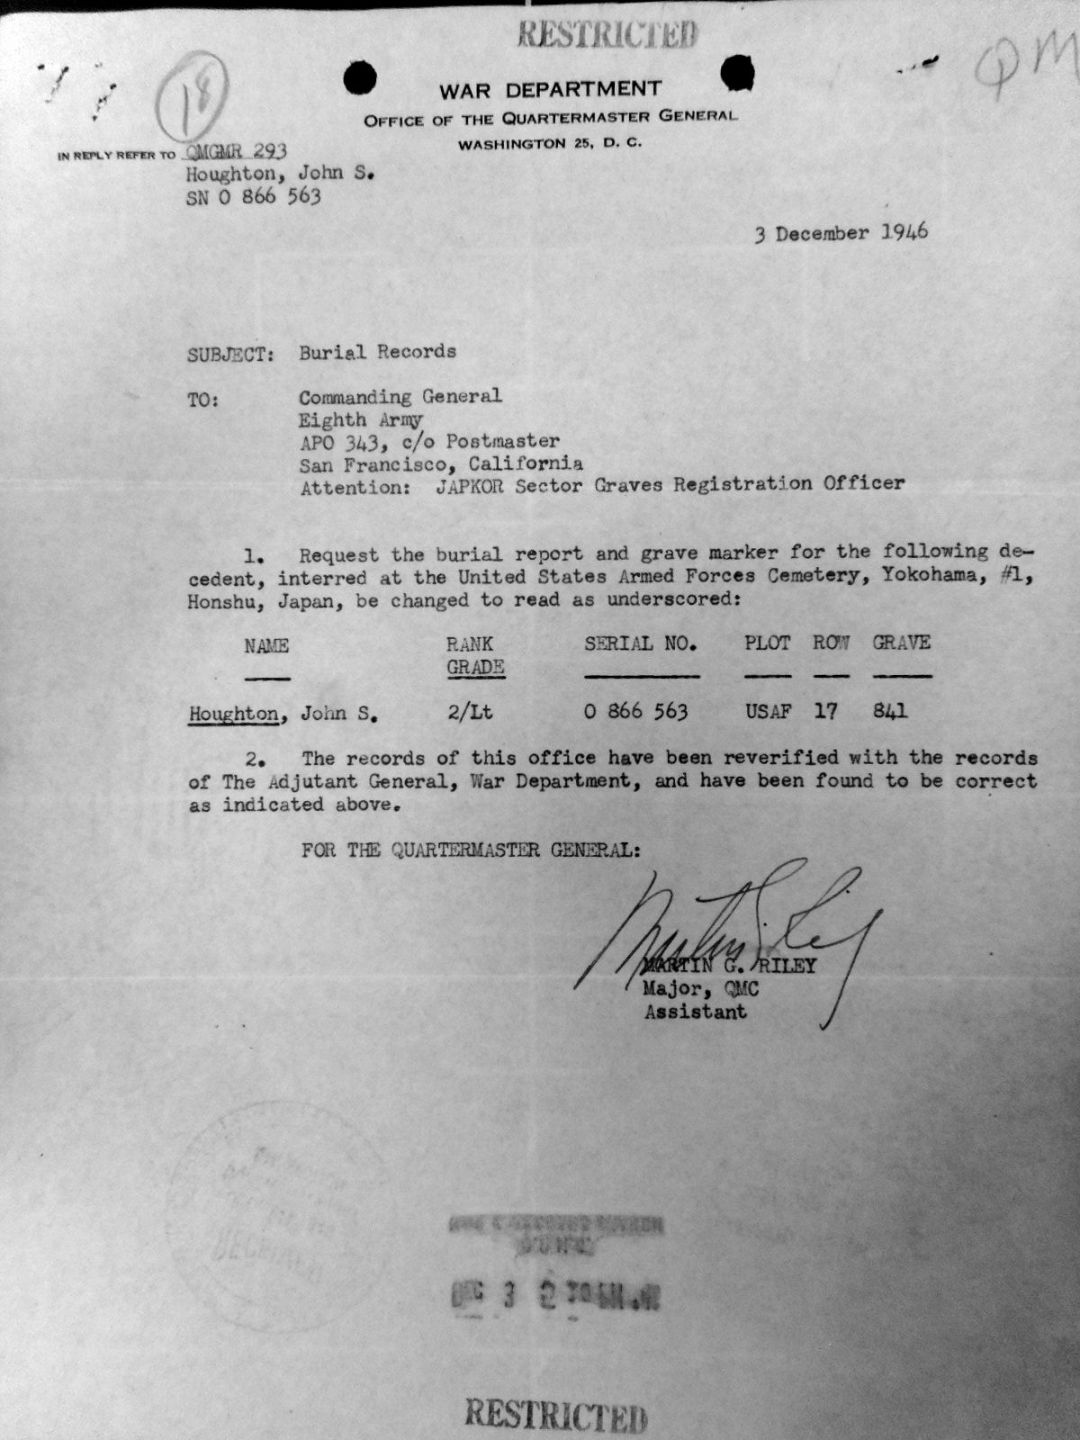 RESTRICTED
QM
18
WAR DEPARTMENT
OFFICE OF THE QUARTERMASTER GENERAL
WASHINGTON 25, D. C.
IN REPLY REFER TO QMGMR 293
Houghton, John S.
SN O 866 563
3 December 1946
SUBJECT: Burial Records
TO: Commanding General
Eighth Army
APO 343, c/o Postmaster
San Francisco, California
Attention: JAPKOR Sector Graves Registration Officer
1. Request the burial report and grave marker for the following de-
cedent, interred at the United States Armed Forces Cemetery, Yokohama, #1,
Honshu, Japan, be changed to read as underscored:
NAME RANK SERIAL NO. PLOT ROW GRAVE
GRADE
Houghton, John S. 2/Lt O 866 563 USAF 17 841
2. The records of this office have been reverified with the records
of The Adjutant General, War Department, and have been found to be correct
as indicated above.
FOR THE QUARTERMASTER GENERAL:
MARTIN G. RILEY
Major, QMC
Assistant
DEC 3
RESTRICTED